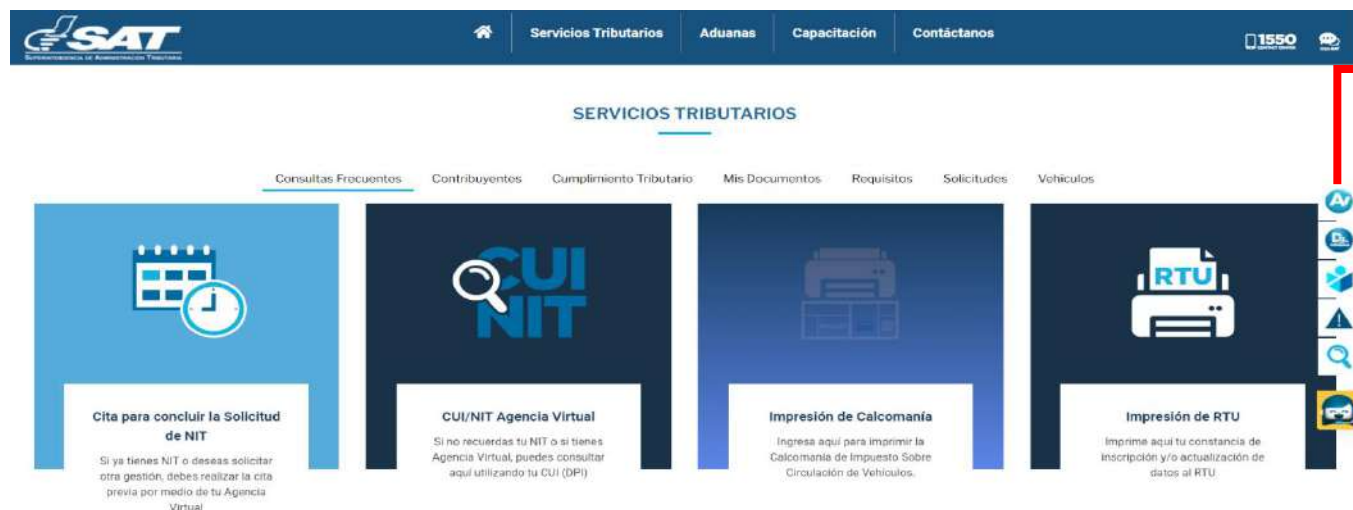 SAT
SUPERINTENDENCIA DE ADMINISTRACIÓN TRIBUTARIA
Servicios Tributarios
Aduanas
Capacitación
Contáctanos
1550
CONTACT CENTER
SERVICIOS TRIBUTARIOS
Consultas Frecuentes
Contribuyentes
Cumplimiento Tributario
Mis Documentos
Requisitos
Solicitudes
Vehículos
CUI
NIT
RTU
Cita para concluir la Solicitud
de NIT
Si ya tienes NIT o deseas solicitar
otra gestión, debes realizar la cita
previa por medio de tu Agencia
Virtual
CUI/NIT Agencia Virtual
Si no recuerdas tu NIT o si tienes
Agencia Virtual, puedes consultar
aquí utilizando tu CUI (DPI)
Impresión de Calcomanía
Ingresa aquí para imprimir la
Calcomanía de Impuesto Sobre
Circulación de Vehículos.
Impresión de RTU
Imprime aquí tu constancia de
inscripción y/o actualización de
datos al RTU